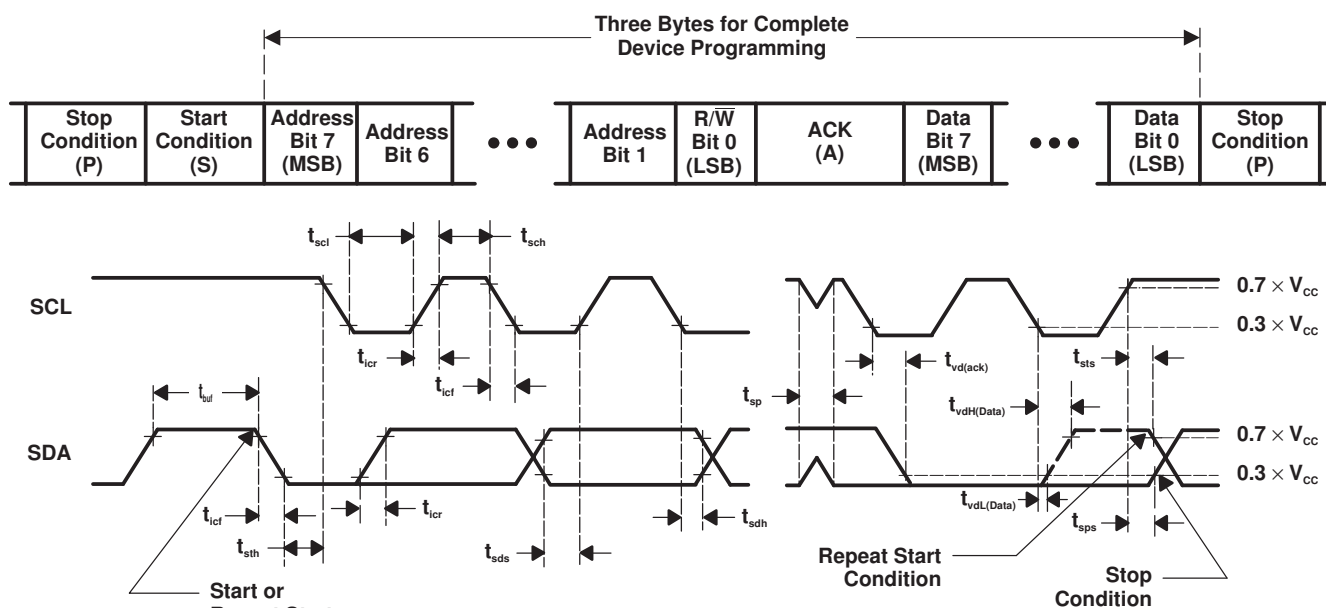 Three Bytes for Complete
Device Programming
Stop
Condition
(P)
Start
Condition
(S)
Address
Bit 7
(MSB)
Address
Bit 6
•••
Address
Bit 1
R/W̅
Bit 0
(LSB)
ACK
(A)
Data
Bit 7
(MSB)
•••
Data
Bit 0
(LSB)
Stop
Condition
(P)
tscl
tsch
SCL
0.7 × VCC
0.3 × VCC
ticr
ticf
tvd(ack)
tsts
tbuf
tsp
tvdH(Data)
SDA
0.7 × VCC
0.3 × VCC
ticf
ticr
tsth
tsds
tsdh
tvdL(Data)
tsps
Start or
Repeat Start
Repeat Start
Condition
Stop
Condition